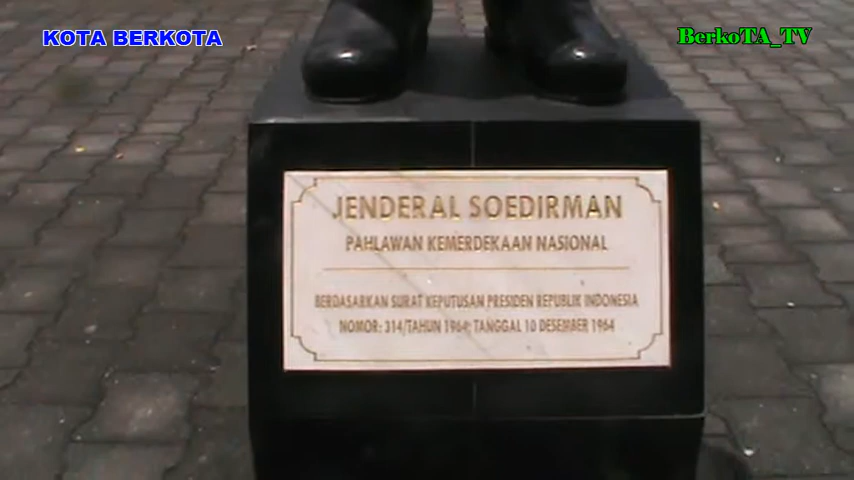 KOTA BERKOTA
BerkoTA_TV
JENDERAL SOEDIRMAN
PAHLAWAN KEMERDEKAAN NASIONAL
BERDASARKAN SURAT KEPUTUSAN PRESIDEN REPUBLIK INDONESIA
NOMOR: 314/TAHUN 1964, TANGGAL 10 DESEMBER 1964